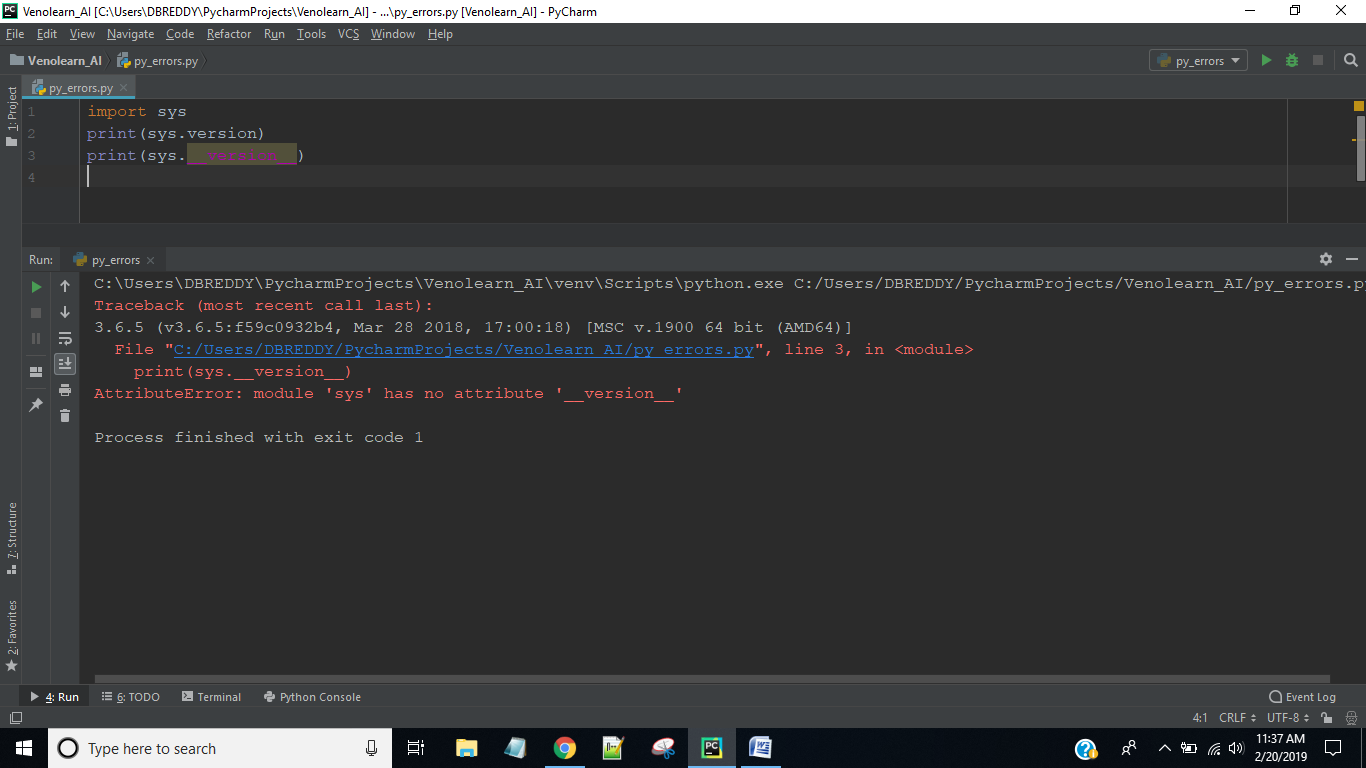 Venolearn_AI [C:\Users\DBREDDY\PycharmProjects\Venolearn_AI] - ...\py_errors.py [Venolearn_AI] - PyCharm
File Edit View Navigate Code Refactor Run Tools VCS Window Help
Venolearn_AI py_errors.py py_errors
1: Project
py_errors.py
1 import sys
2 print(sys.version)
3 print(sys.__version__)
4
Run: py_errors
C:\Users\DBREDDY\PycharmProjects\Venolearn_AI\venv\Scripts\python.exe C:/Users/DBREDDY/PycharmProjects/Venolearn_AI/py_errors.py
Traceback (most recent call last):
3.6.5 (v3.6.5:f59c0932b4, Mar 28 2018, 17:00:18) [MSC v.1900 64 bit (AMD64)]
File "C:/Users/DBREDDY/PycharmProjects/Venolearn_AI/py_errors.py", line 3, in <module>
print(sys.__version__)
AttributeError: module 'sys' has no attribute '__version__'
Process finished with exit code 1
7: Structure
2: Favorites
4: Run 6: TODO Terminal Python Console Event Log
4:1 CRLF UTF-8
Type here to search
11:37 AM
2/20/2019